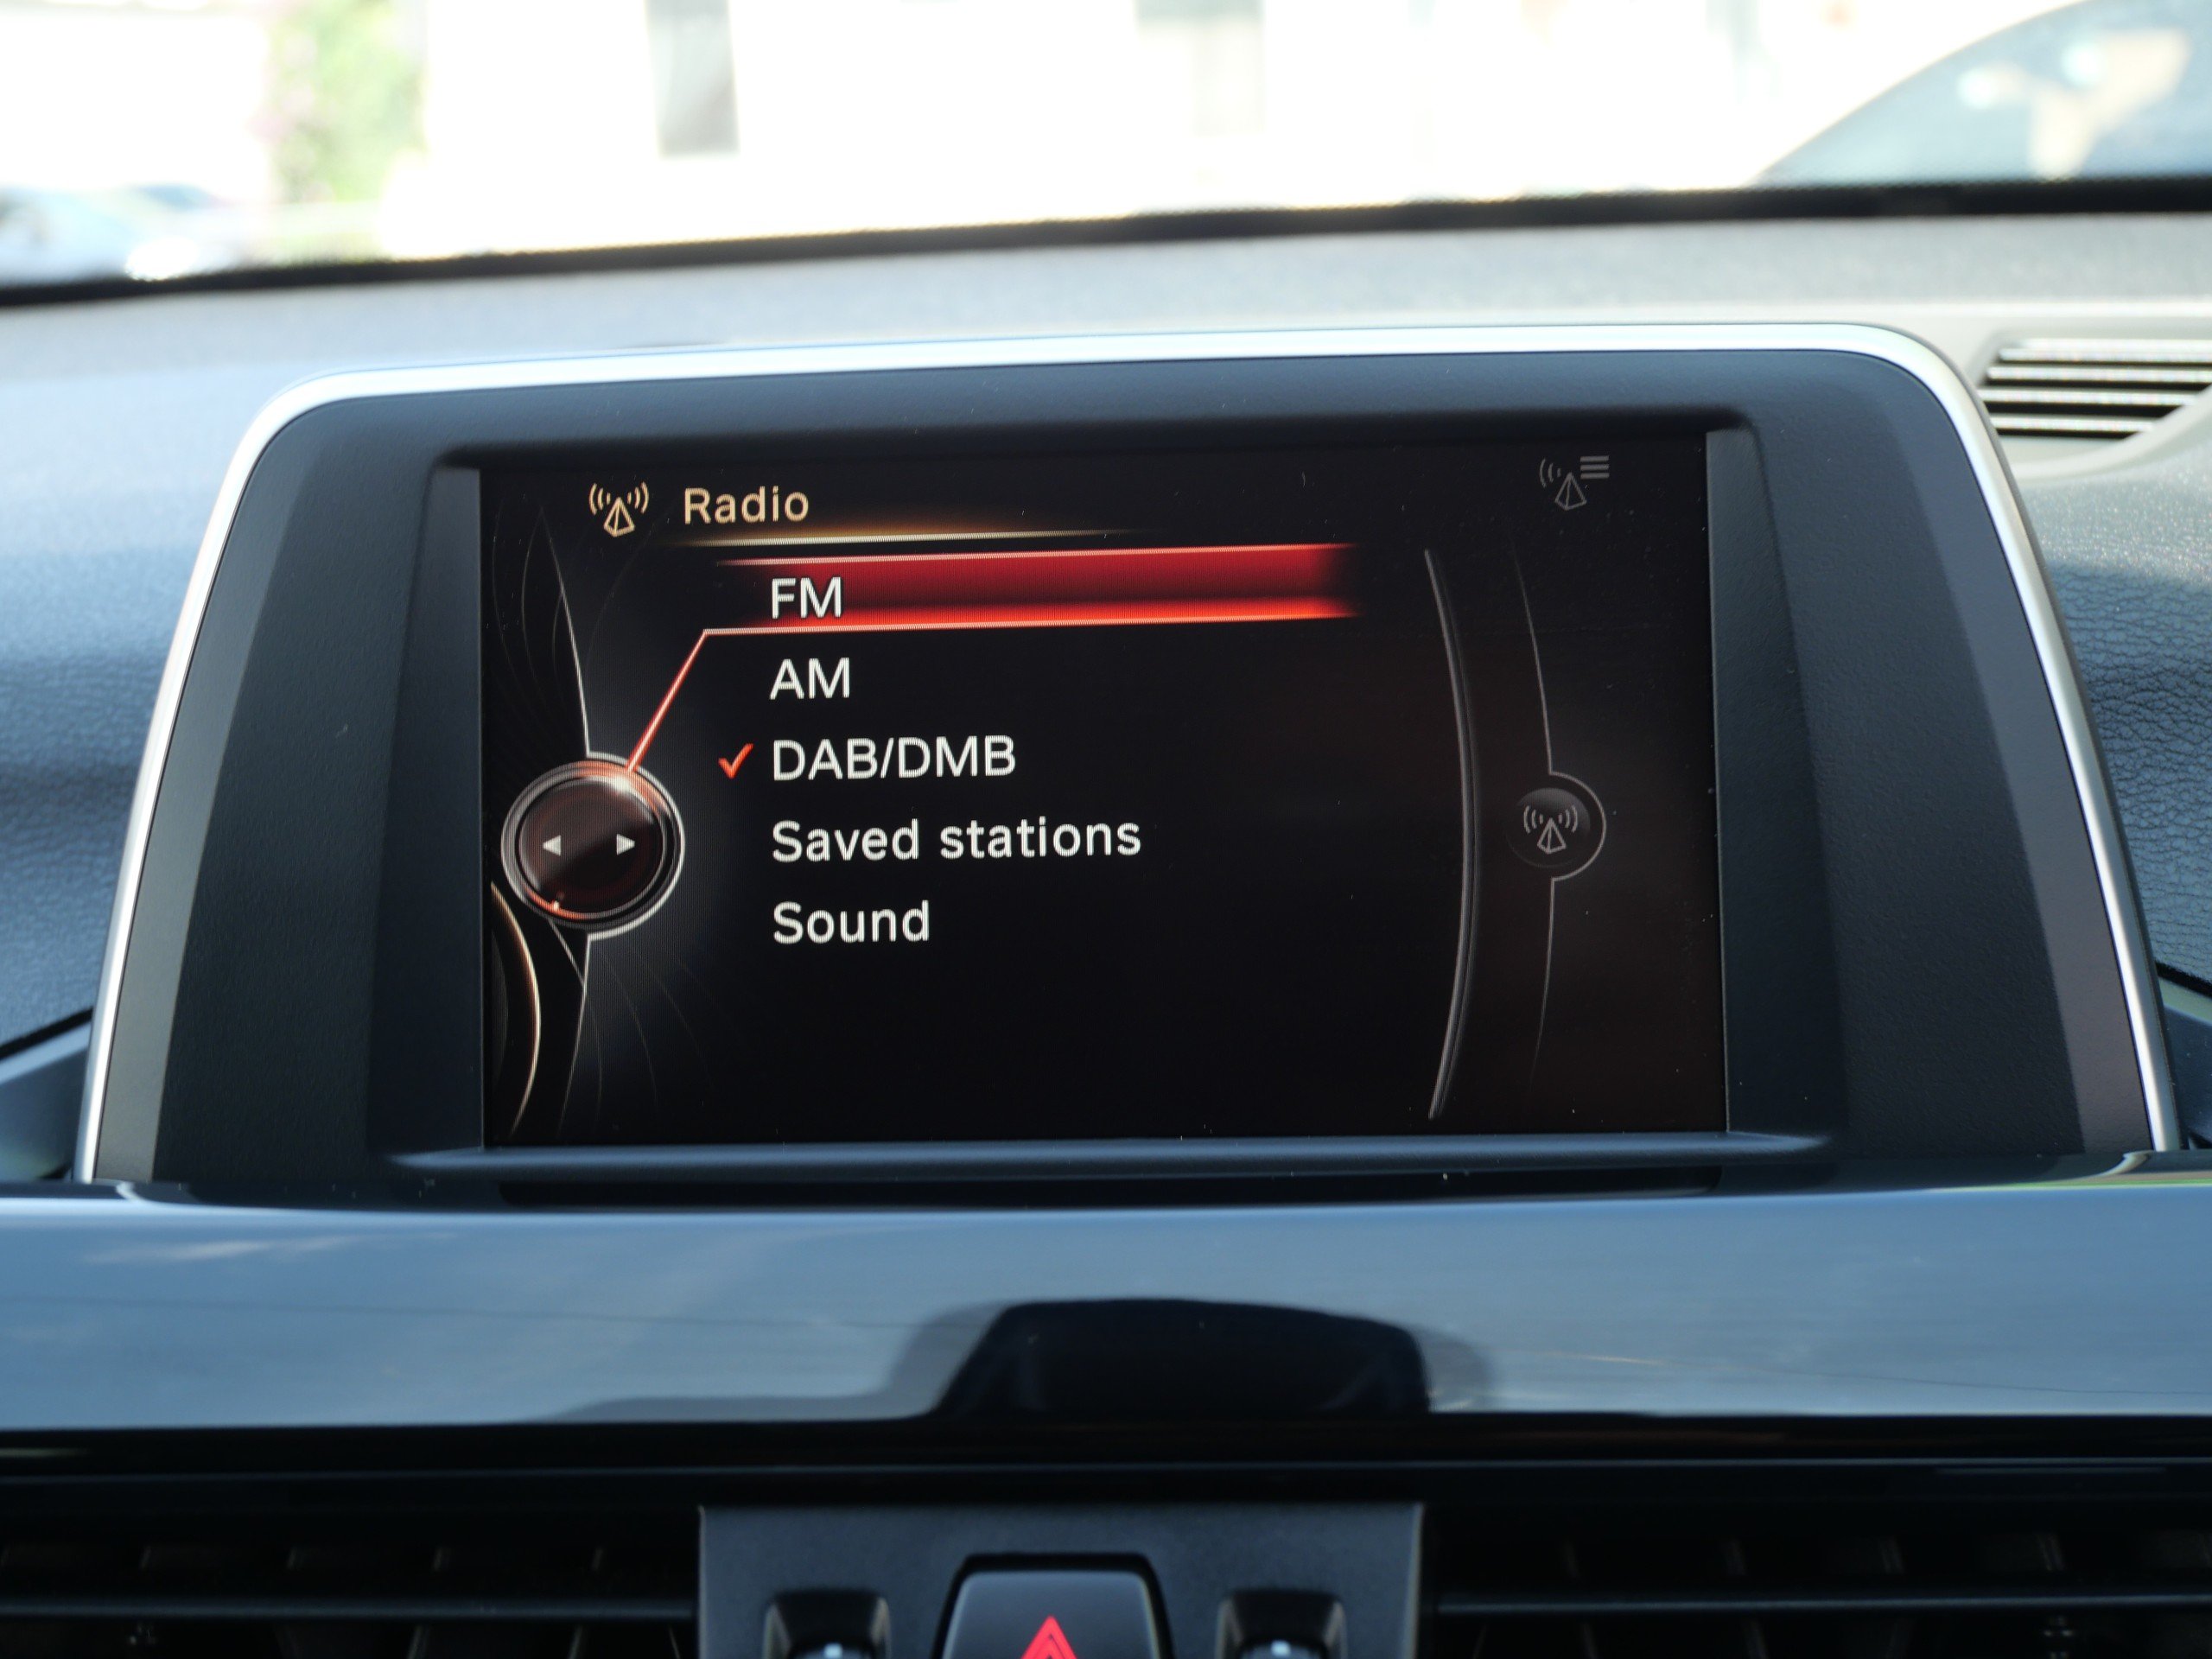 Radio
FM
AM
DAB/DMB
Saved stations
Sound